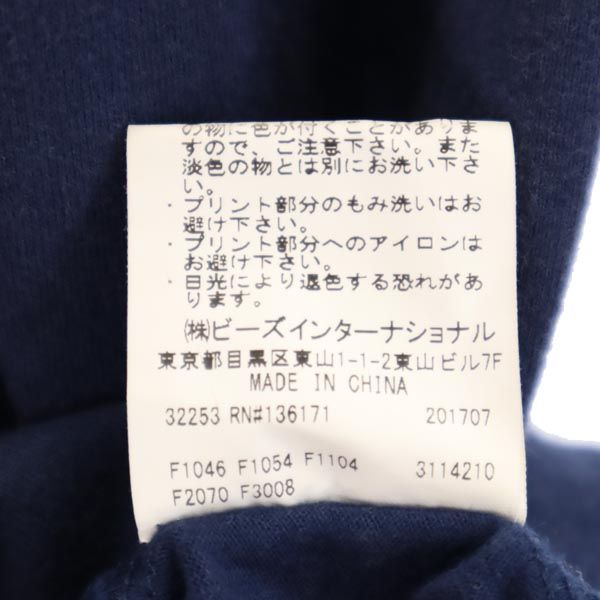 の物に色が付くことがありま
すので、ご注意下さい。また
淡色の物とは別にお洗い下さ
い。
・プリント部分のもみ洗いはお
避け下さい。
・プリント部分へのアイロンは
お避け下さい。
・日光により退色する恐れがあ
ります。
㈱ビーズインターナショナル
東京都目黒区東山1-1-2東山ビル7F
MADE IN CHINA
32253 RN#136171 201707
F1046 F1054 F1104 3114210
F2070 F3008